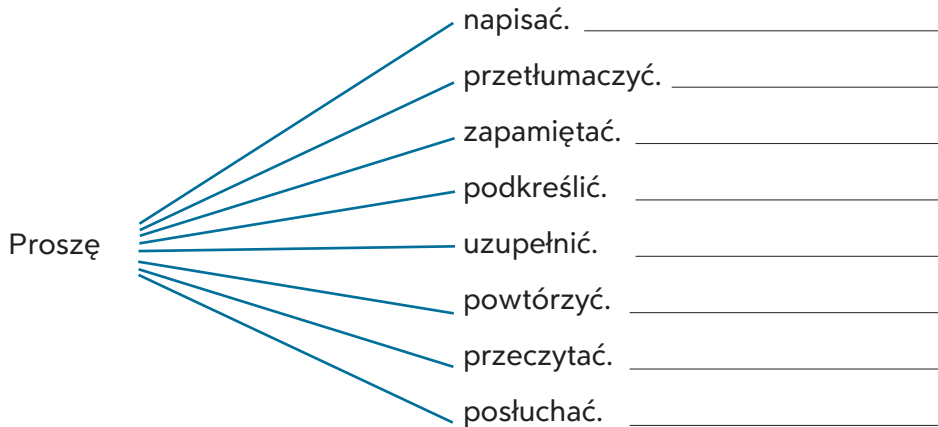 napisać.
przetłumaczyć.
zapamiętać.
podkreślić.
Proszę uzupełnić.
powtórzyć.
przeczytać.
posłuchać.